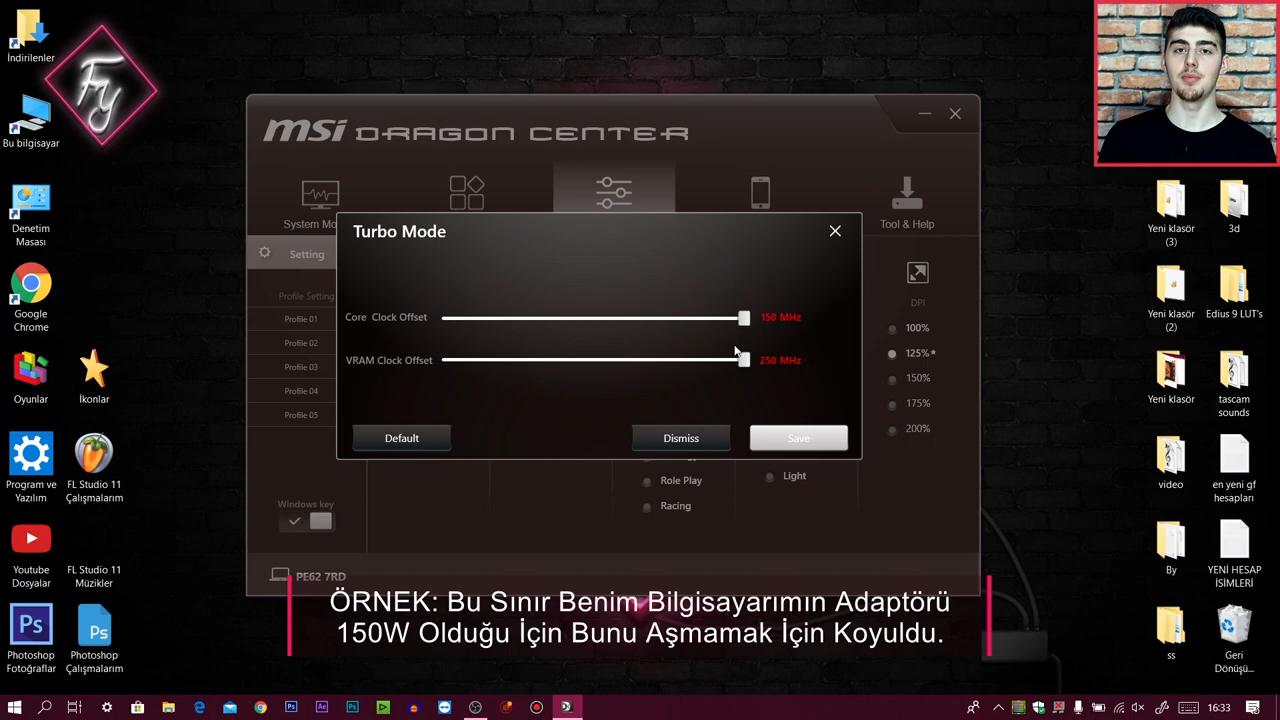 İndirilenler
Bu bilgisayar
Denetim
Masası
Google
Chrome
Oyunlar
İkonlar
Program ve
Yazılım
FL Studio 11
Çalışmalarım
Youtube
Dosyalar
FL Studio 11
Müzikler
Photoshop
Fotoğraflar
Photoshop
Çalışmalarım
Fy
msi DRAGON CENTER
Tool & Help
System Mo
Setting
Profile Setting
Profile 01
Profile 02
Profile 03
Profile 04
Profile 05
Windows key
Turbo Mode
Core Clock Offset
150 MHz
VRAM Clock Offset
250 MHz
Default
Dismiss
Save
Role Play
Racing
Light
DPI
100%
125%*
150%
175%
200%
PE62 7RD
ÖRNEK: Bu Sınır Benim Bilgisayarımın Adaptörü
150W Olduğu İçin Bunu Aşmamak İçin Koyuldu.
Yeni klasör
(3)
3d
Yeni klasör
(2)
Edius 9 LUT's
Yeni klasör
tascam
sounds
video
en yeni gf
hesapları
By
YENİ HESAP
İSİMLERİ
ss
Geri
Dönüşü...
16:33